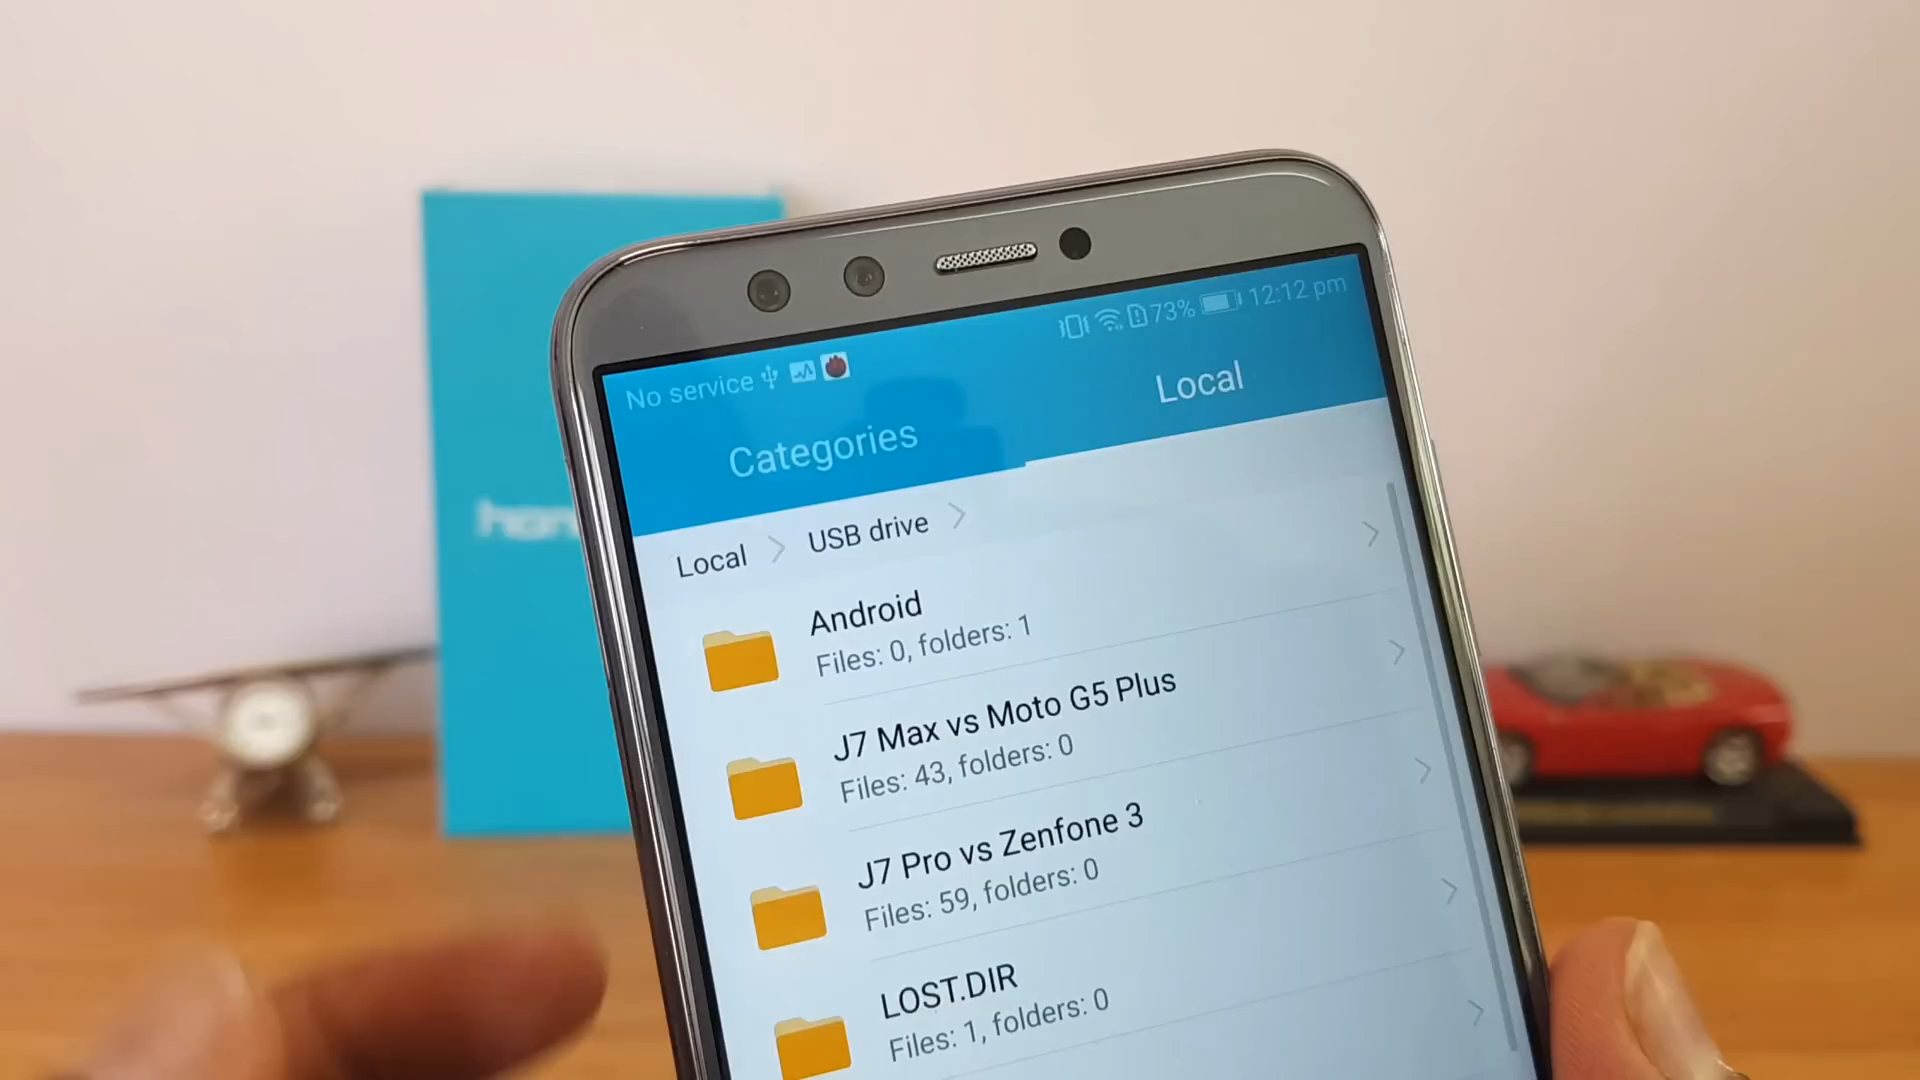 No service
73%
12:12 pm
Categories
Local
Local
USB drive
Android
Files: 0, folders: 1
J7 Max vs Moto G5 Plus
Files: 43, folders: 0
J7 Pro vs Zenfone 3
Files: 59, folders: 0
LOST.DIR
Files: 1, folders: 0